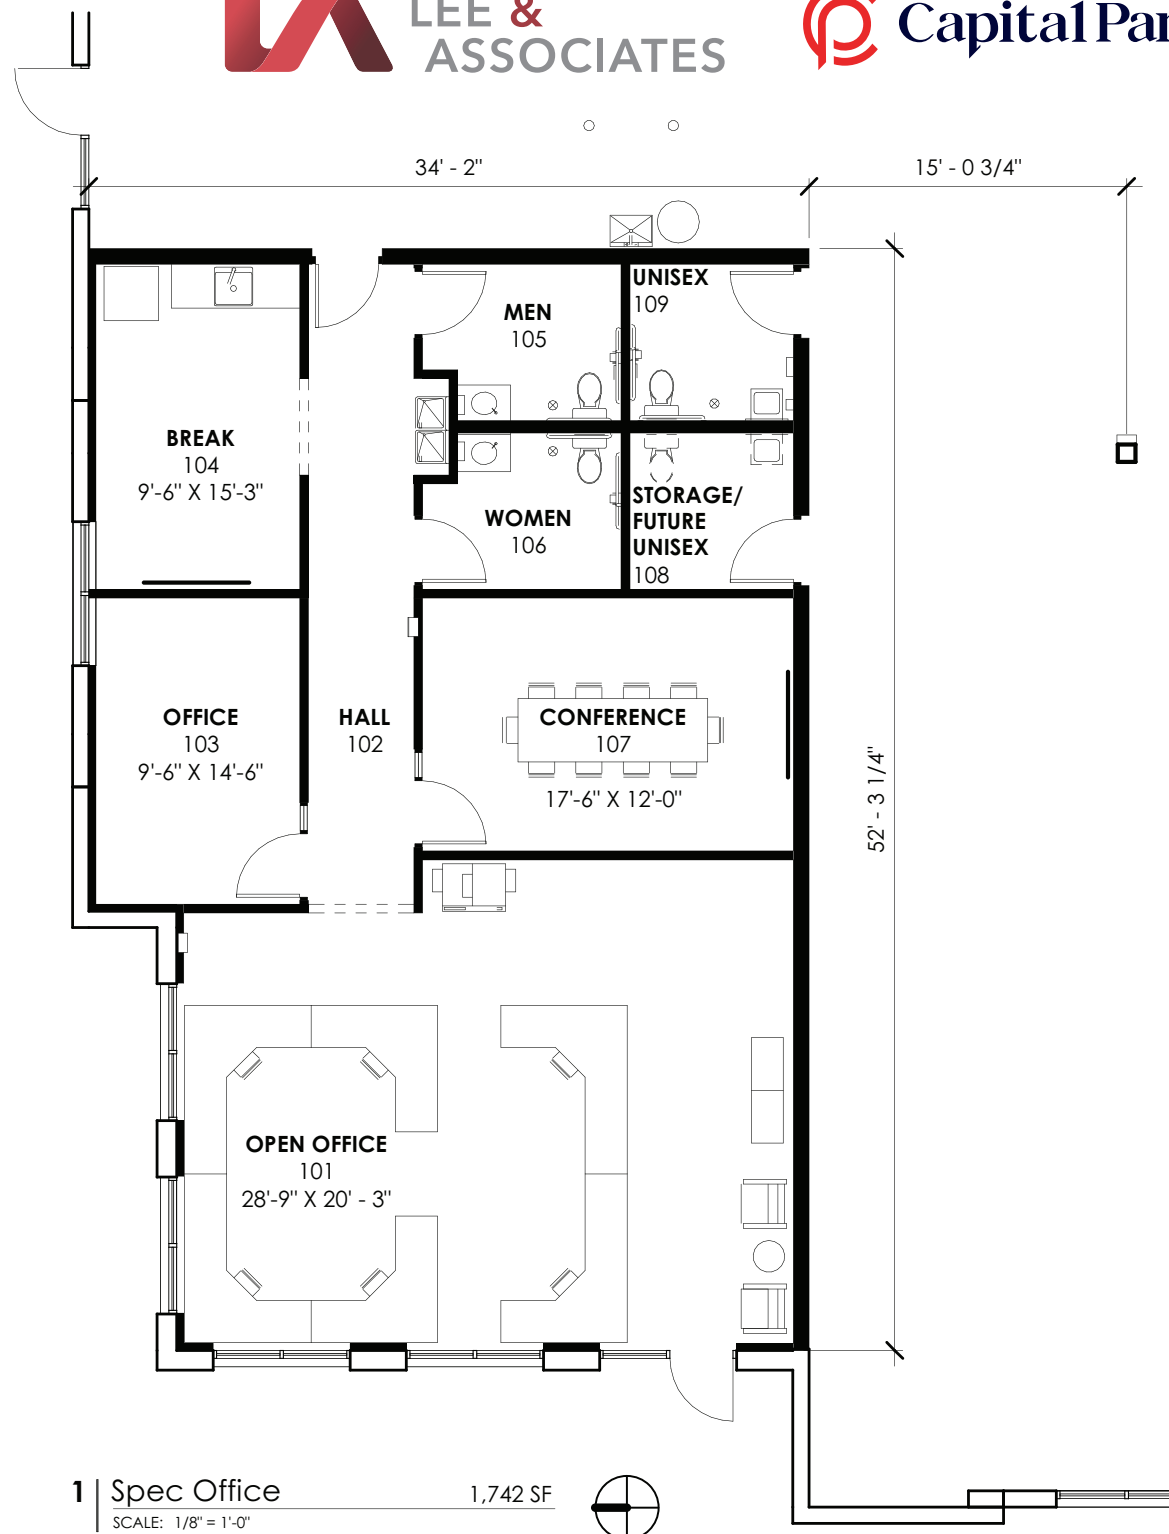 LEE &
ASSOCIATES
Capital Par
34' - 2"
15' - 0 3/4"
UNISEX
109
MEN
105
BREAK
104
9'-6" X 15'-3"
WOMEN
106
STORAGE/
FUTURE
UNISEX
108
OFFICE
103
9'-6" X 14'-6"
HALL
102
CONFERENCE
107
17'-6" X 12'-0"
52' - 3 1/4"
OPEN OFFICE
101
28'-9" X 20' - 3"
1 Spec Office 1,742 SF
SCALE: 1/8" = 1'-0"